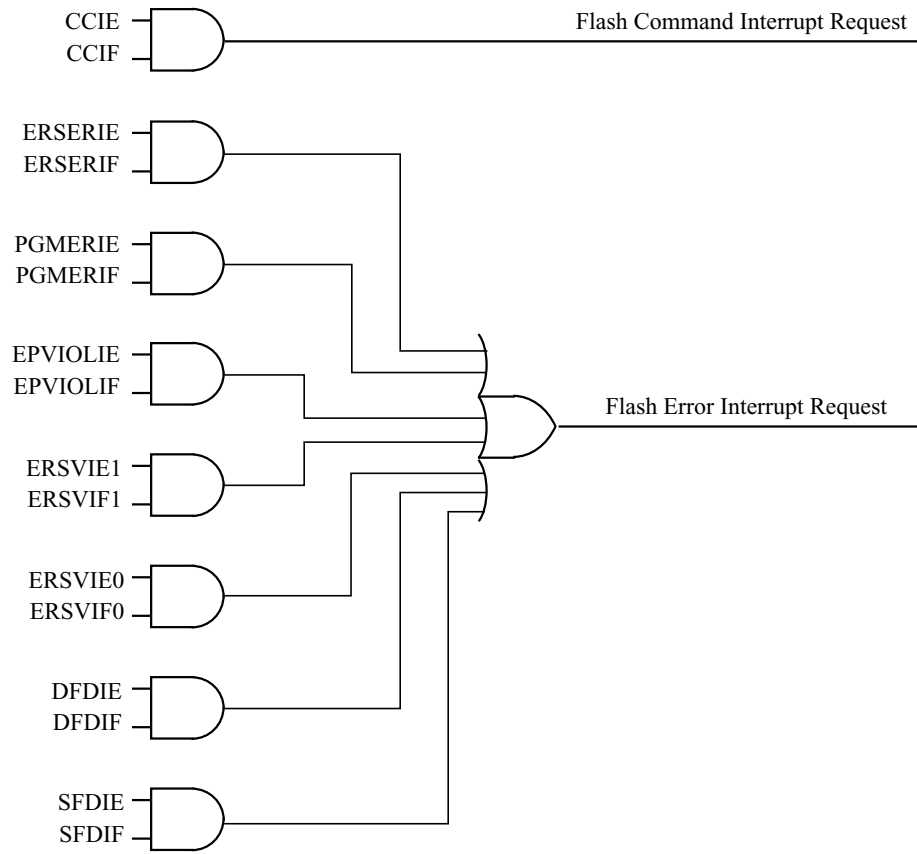 CCIE
CCIF
Flash Command Interrupt Request
ERSERIE
ERSERIF
PGMERIE
PGMERIF
EPVIOLIE
EPVIOLIF
Flash Error Interrupt Request
ERSVIE1
ERSVIF1
ERSVIE0
ERSVIF0
DFDIE
DFDIF
SFDIE
SFDIF